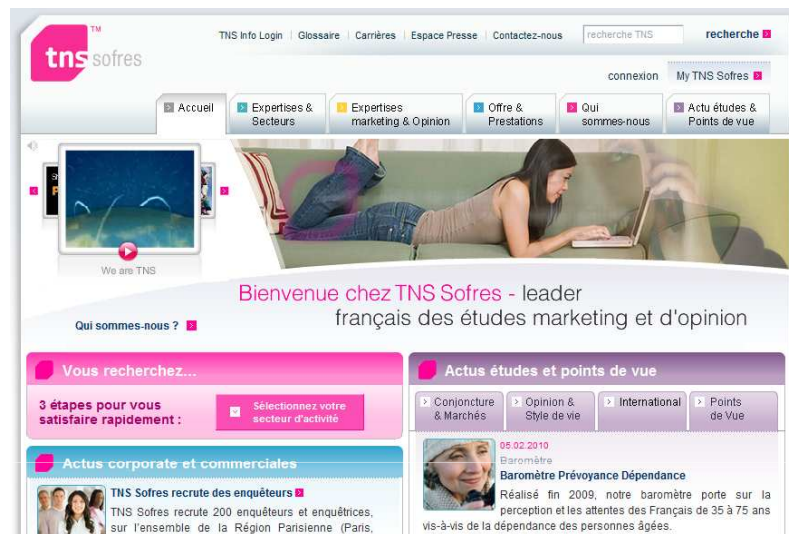 TM
tns sofres
TNS Info Login | Glossaire | Carrières | Espace Presse | Contactez-nous
recherche TNS
recherche
connexion
My TNS Sofres
Accueil
Expertises &
Secteurs
Expertises
marketing & Opinion
Offre &
Prestations
Qui
sommes-nous
Actu études &
Points de vue
We are TNS
Bienvenue chez TNS Sofres - leader
français des études marketing et d'opinion
Qui sommes-nous ?
Vous recherchez...
3 étapes pour vous
satisfaire rapidement :
Sélectionnez votre
secteur d'activité
Actus corporate et commerciales
TNS Sofres recrute des enquêteurs
TNS Sofres recrute 200 enquêteurs et enquêtrices,
sur l'ensemble de la Région Parisienne (Paris,
Actus études et points de vue
Conjoncture
& Marchés
Opinion &
Style de vie
International
Points
de Vue
05.02.2010
Baromètre
Baromètre Prévoyance Dépendance
Réalisé fin 2009, notre baromètre porte sur la
perception et les attentes des Français de 35 à 75 ans
vis-à-vis de la dépendance des personnes âgées.